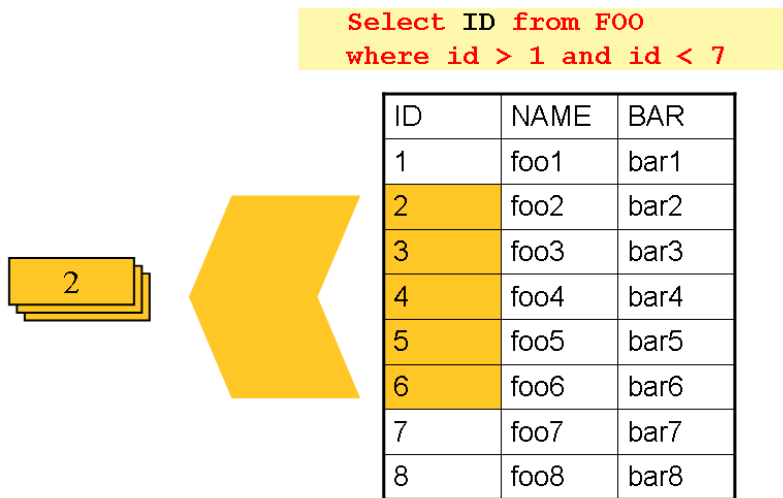 Select ID from FOO
where id > 1 and id < 7
ID NAME BAR
1 foo1 bar1
2 foo2 bar2
3 foo3 bar3
4 foo4 bar4
5 foo5 bar5
6 foo6 bar6
7 foo7 bar7
8 foo8 bar8
2